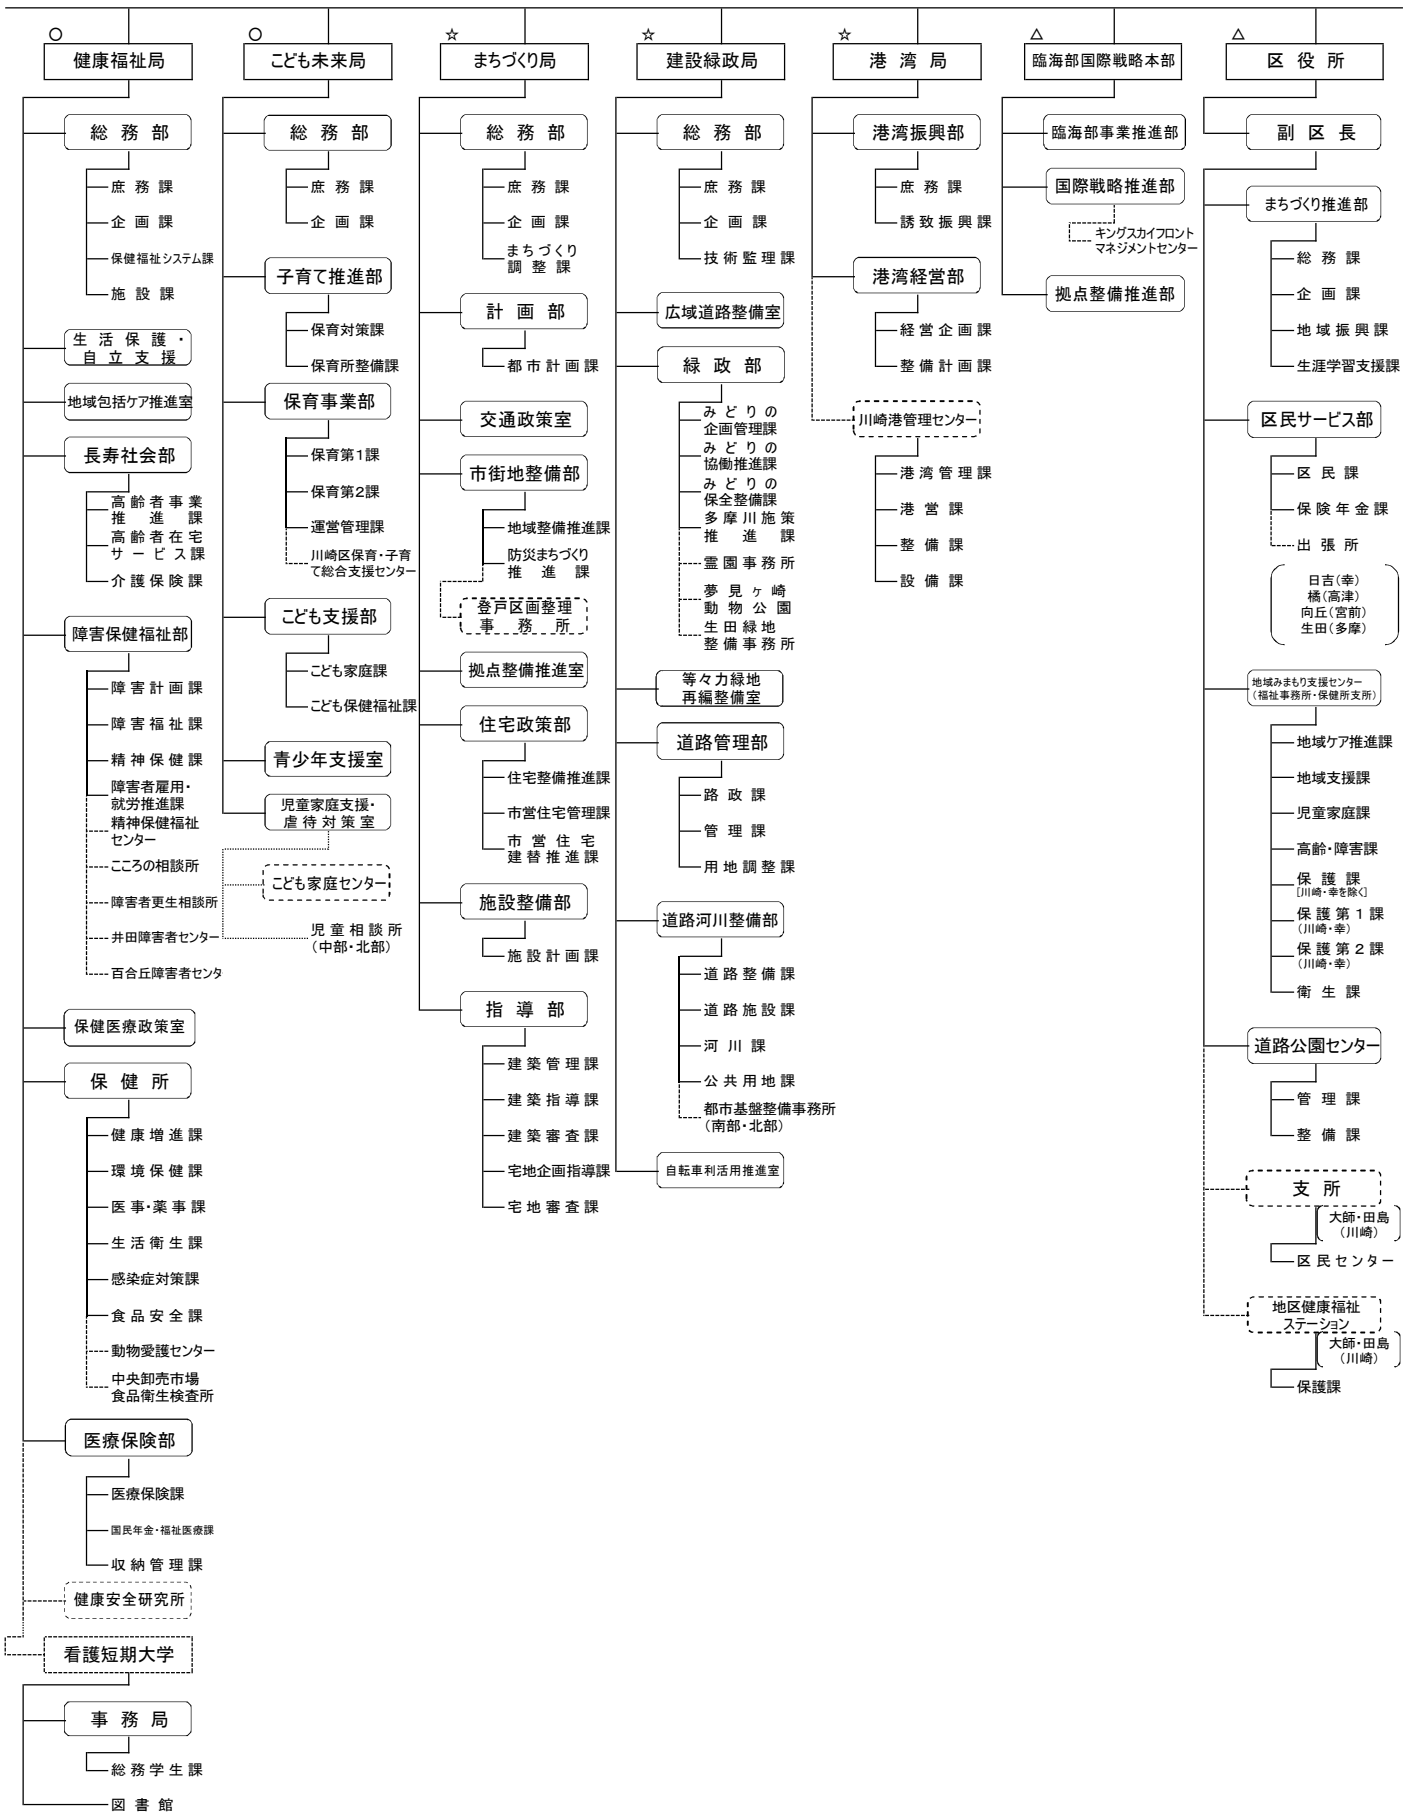 ○
健康福祉局
総務部
庶務課
企画課
保健福祉システム課
施設課
生活保護・
自立支援
地域包括ケア推進室
長寿社会部
高齢者事業
推進課
高齢者在宅
サービス課
介護保険課
障害保健福祉部
障害計画課
障害福祉課
精神保健課
障害者雇用・
就労推進課
精神保健福祉
センター
こころの相談所
障害者更生相談所
井田障害者センター
百合丘障害者センタ
保健医療政策室
保健所
健康増進課
環境保健課
医事・薬事課
生活衛生課
感染症対策課
食品安全課
動物愛護センター
中央卸売市場
食品衛生検査所
医療保険部
医療保険課
国民年金・福祉医療課
収納管理課
健康安全研究所
看護短期大学
事務局
総務学生課
図書館
○
こども未来局
総務部
庶務課
企画課
子育て推進部
保育対策課
保育所整備課
保育事業部
保育第1課
保育第2課
運営管理課
川崎区保育・子育
て総合支援センター
こども支援部
こども家庭課
こども保健福祉課
青少年支援室
児童家庭支援・
虐待対策室
こども家庭センター
児童相談所
(中部・北部)
☆
まちづくり局
総務部
庶務課
企画課
まちづくり
調整課
計画部
都市計画課
交通政策室
市街地整備部
地域整備推進課
防災まちづくり
推進課
登戸区画整理
事務所
拠点整備推進室
住宅政策部
住宅整備推進課
市営住宅管理課
市営住宅
建替推進課
施設整備部
施設計画課
指導部
建築管理課
建築指導課
建築審査課
宅地企画指導課
宅地審査課
☆
建設緑政局
総務部
庶務課
企画課
技術監理課
広域道路整備室
緑政部
みどりの
企画管理課
みどりの
協働推進課
みどりの
保全整備課
多摩川施策
推進課
霊園事務所
夢見ヶ崎
動物公園
生田緑地
整備事務所
等々力緑地
再編整備室
道路管理部
路政課
管理課
用地調整課
道路河川整備部
道路整備課
道路施設課
河川課
公共用地課
都市基盤整備事務所
(南部・北部)
自転車利活用推進室
☆
港湾局
港湾振興部
庶務課
誘致振興課
港湾経営部
経営企画課
整備計画課
川崎港管理センター
港湾管理課
港営課
整備課
設備課
△
臨海部国際戦略本部
臨海部事業推進部
国際戦略推進部
キングスカイフロント
マネジメントセンター
拠点整備推進部
△
区役所
副区長
まちづくり推進部
総務課
企画課
地域振興課
生涯学習支援課
区民サービス部
区民課
保険年金課
出張所
日吉(幸)
橘(高津)
向丘(宮前)
生田(多摩)
地域みまもり支援センター
(福祉事務所・保健所支所)
地域ケア推進課
地域支援課
児童家庭課
高齢・障害課
保護課
[川崎・幸を除く]
保護第1課
(川崎・幸)
保護第2課
(川崎・幸)
衛生課
道路公園センター
管理課
整備課
支所
大師・田島
(川崎)
区民センター
地区健康福祉
ステーション
大師・田島
(川崎)
保護課